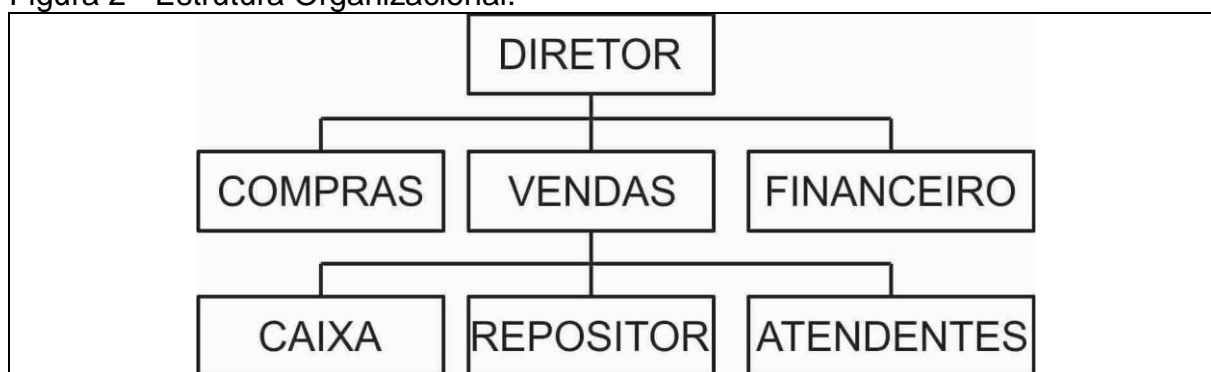 Figura 2 - Estrutura Organizacional.
DIRETOR
COMPRAS VENDAS FINANCEIRO
CAIXA REPOSITOR ATENDENTES